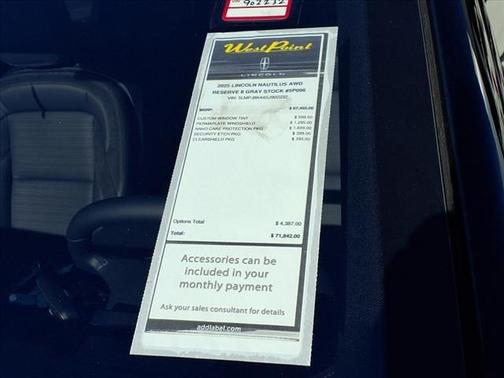 902232
West Point
LINCOLN
2025 LINCOLN NAUTILUS AWD
RESERVE II GRAY STOCK #5P096
MSRP: $ 67,455.00
CUSTOM WINDOW TINT $ 599.00
PERMAPLATE WINDSHIELD $ 1,295.00
NANO CARE PROTECTION PKG $ 1,699.00
SECURITY ETCH PKG $ 399.00
CLEARSHIELD PKG $ 395.00
Options Total $ 4,387.00
Total: $ 71,842.00
Accessories can be
included in your
monthly payment
Ask your sales consultant for details
addlabel.com